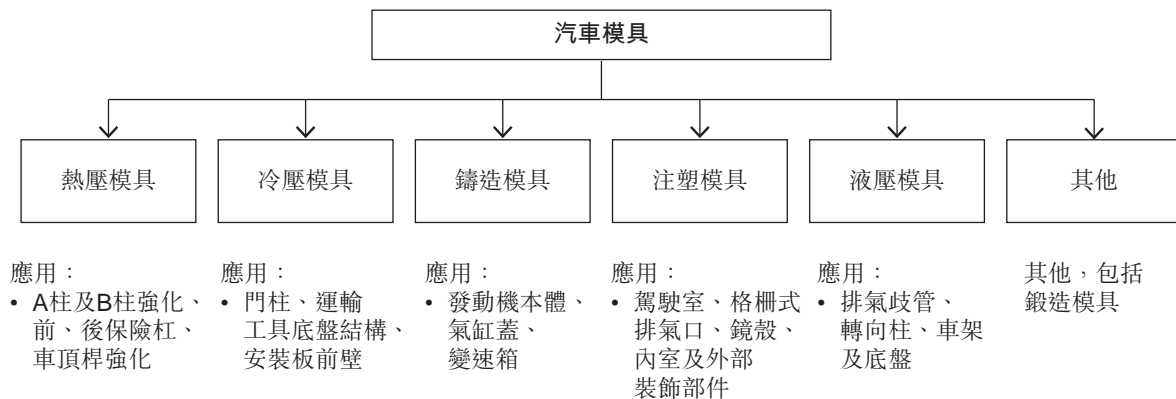 汽車模具
熱壓模具
冷壓模具
鑄造模具
注塑模具
液壓模具
其他
應用：
• A柱及B柱強化、
前、後保險杠、
車頂桿強化
應用：
• 門柱、運輸
工具底盤結構、
安裝板前壁
應用：
• 發動機本體、
氣缸蓋、
變速箱
應用：
• 駕駛室、格柵式
排氣口、鏡殼、
內室及外部
裝飾部件
應用：
• 排氣歧管、
轉向柱、車架
及底盤
其他，包括
鍛造模具